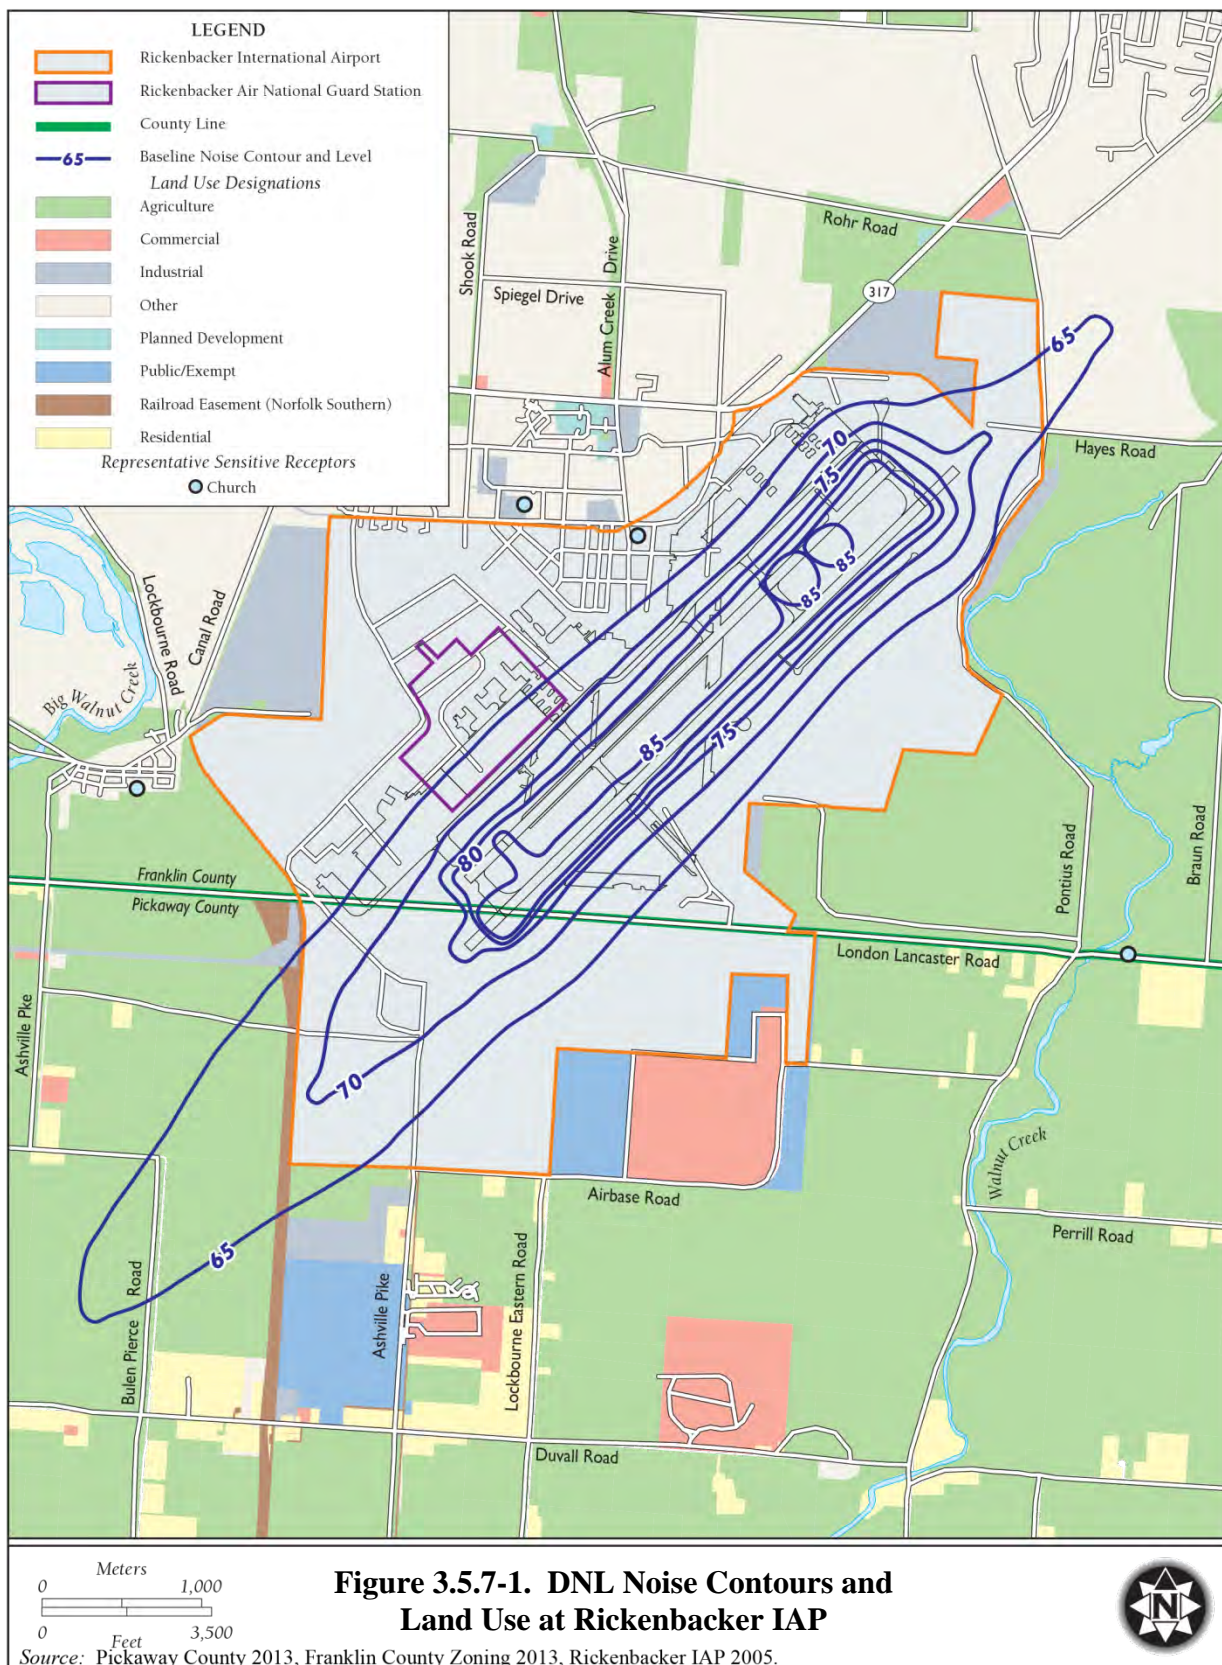 LEGEND
Rickenbacker International Airport
Rickenbacker Air National Guard Station
County Line
65
Baseline Noise Contour and Level
Land Use Designations
Agriculture
Commercial
Industrial
Other
Planned Development
Public/Exempt
Railroad Easement (Norfolk Southern)
Residential
Representative Sensitive Receptors
Church
Rohr Road
Shook Road
Alum Creek Drive
Spiegel Drive
317
65
Hayes Road
70
75
85
85
Lockbourne Road
Canal Road
Big Walnut Creek
85
75
80
Franklin County
Pickaway County
Pontius Road
Braun Road
London Lancaster Road
Ashville Pke
70
Walnut Creek
Airbase Road
Perrill Road
65
Bulen Pierce Road
Ashville Pike
Lockbourne Eastern Road
Duvall Road
Meters
0 1,000
0 3,500
Feet
Figure 3.5.7-1. DNL Noise Contours and
Land Use at Rickenbacker IAP
N
Source: Pickaway County 2013, Franklin County Zoning 2013, Rickenbacker IAP 2005.